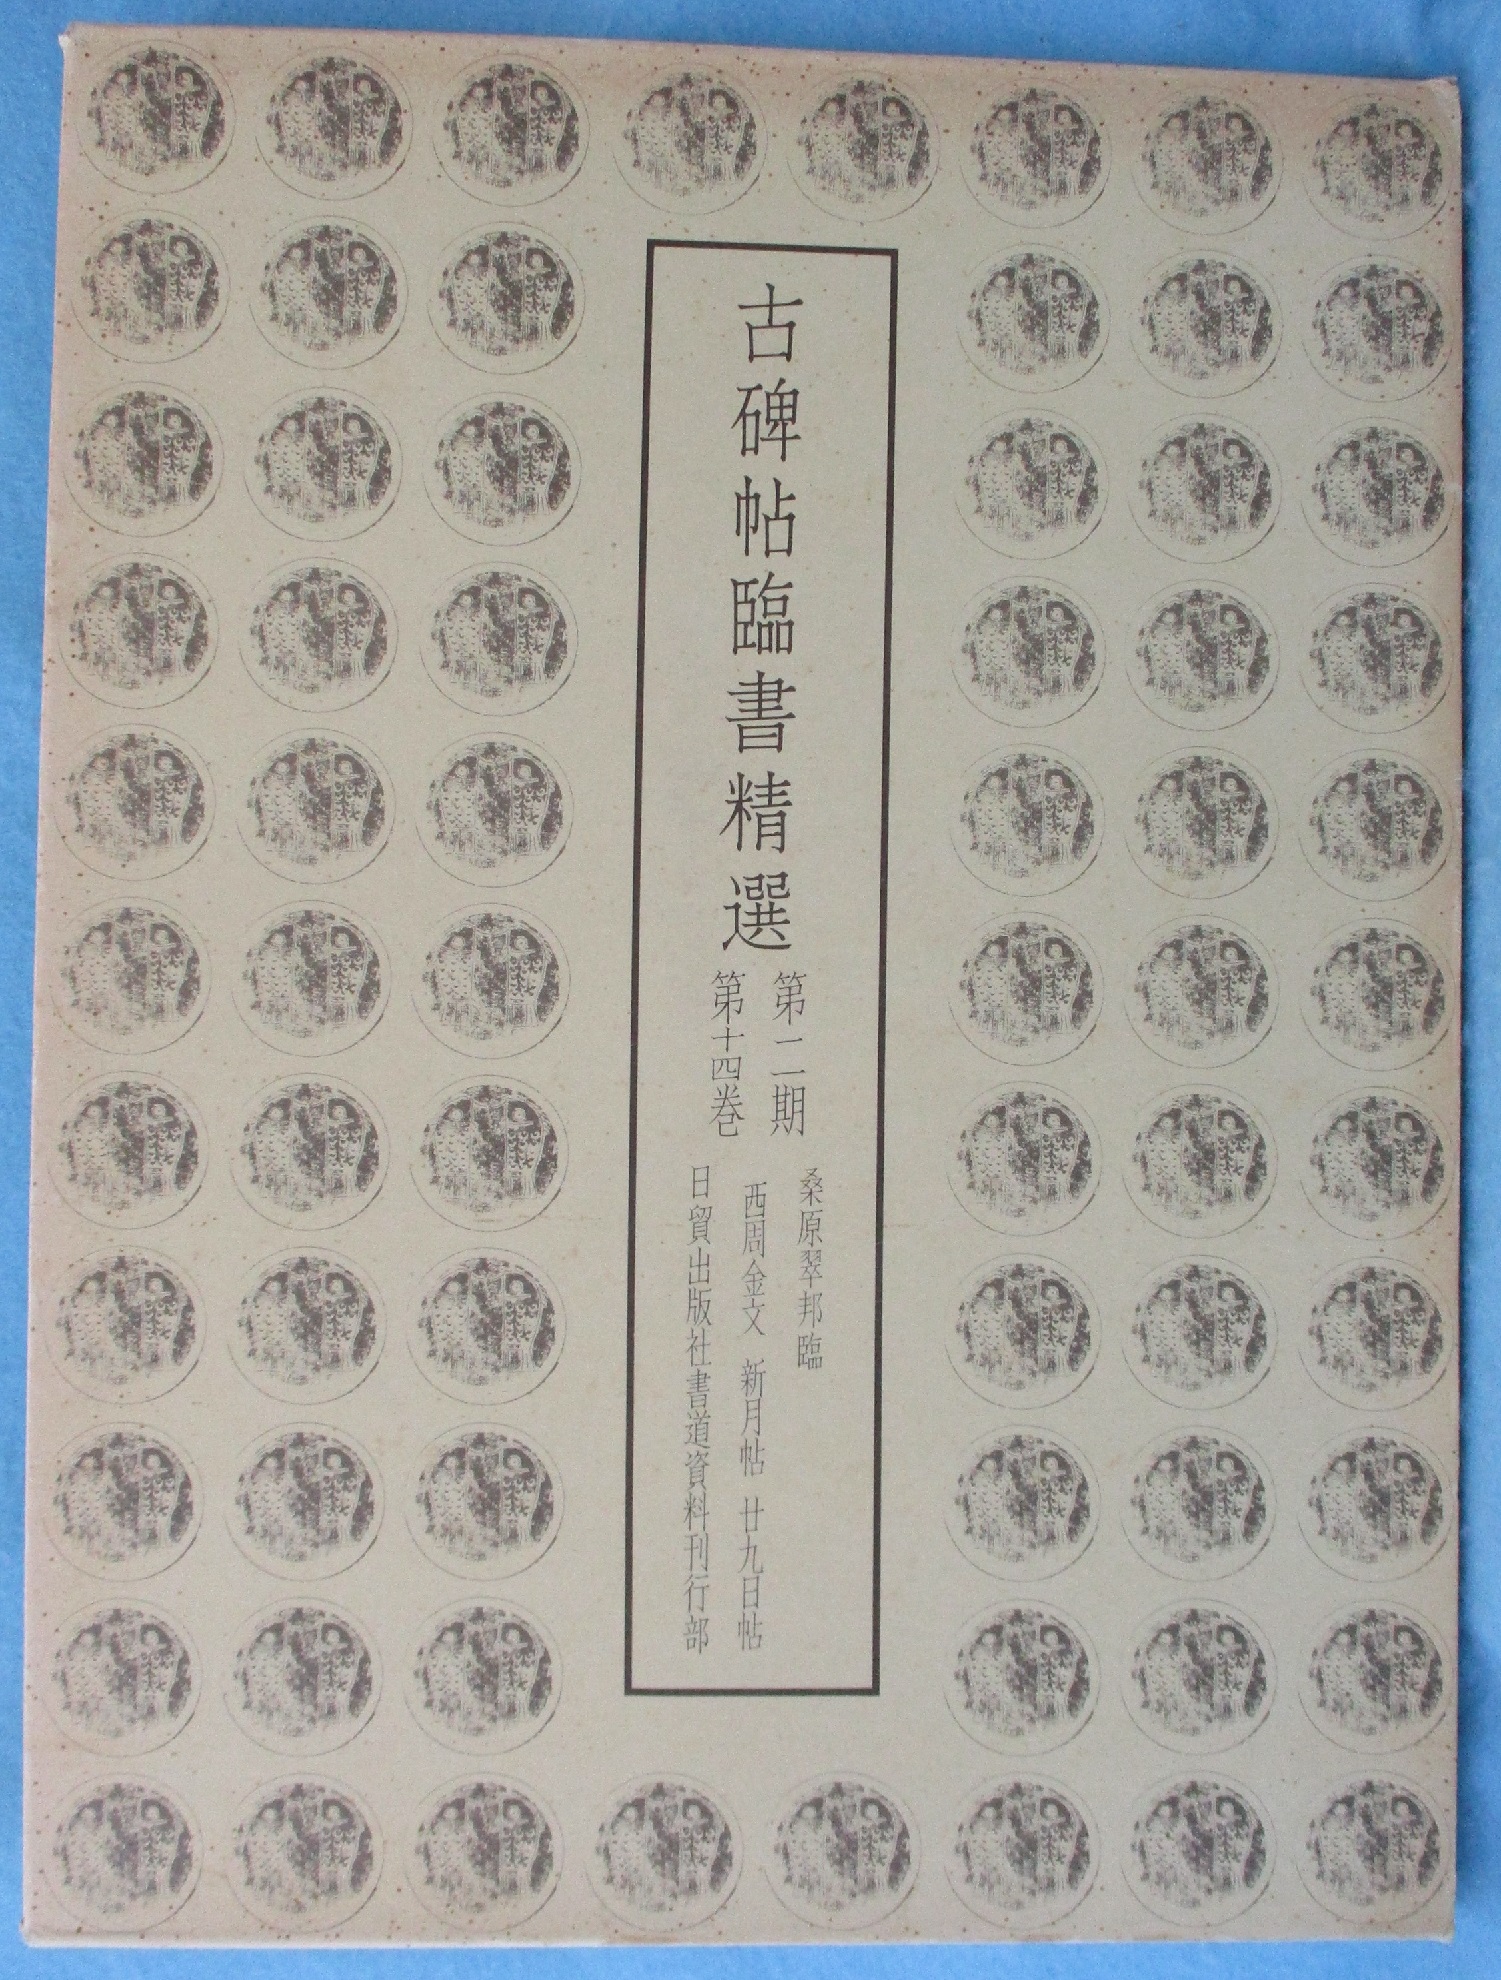 古碑帖臨書精選
第二期
第十四巻
桑原翠邦臨
西周金文 新月帖 廿九日帖
日貿出版社書道資料刊行部